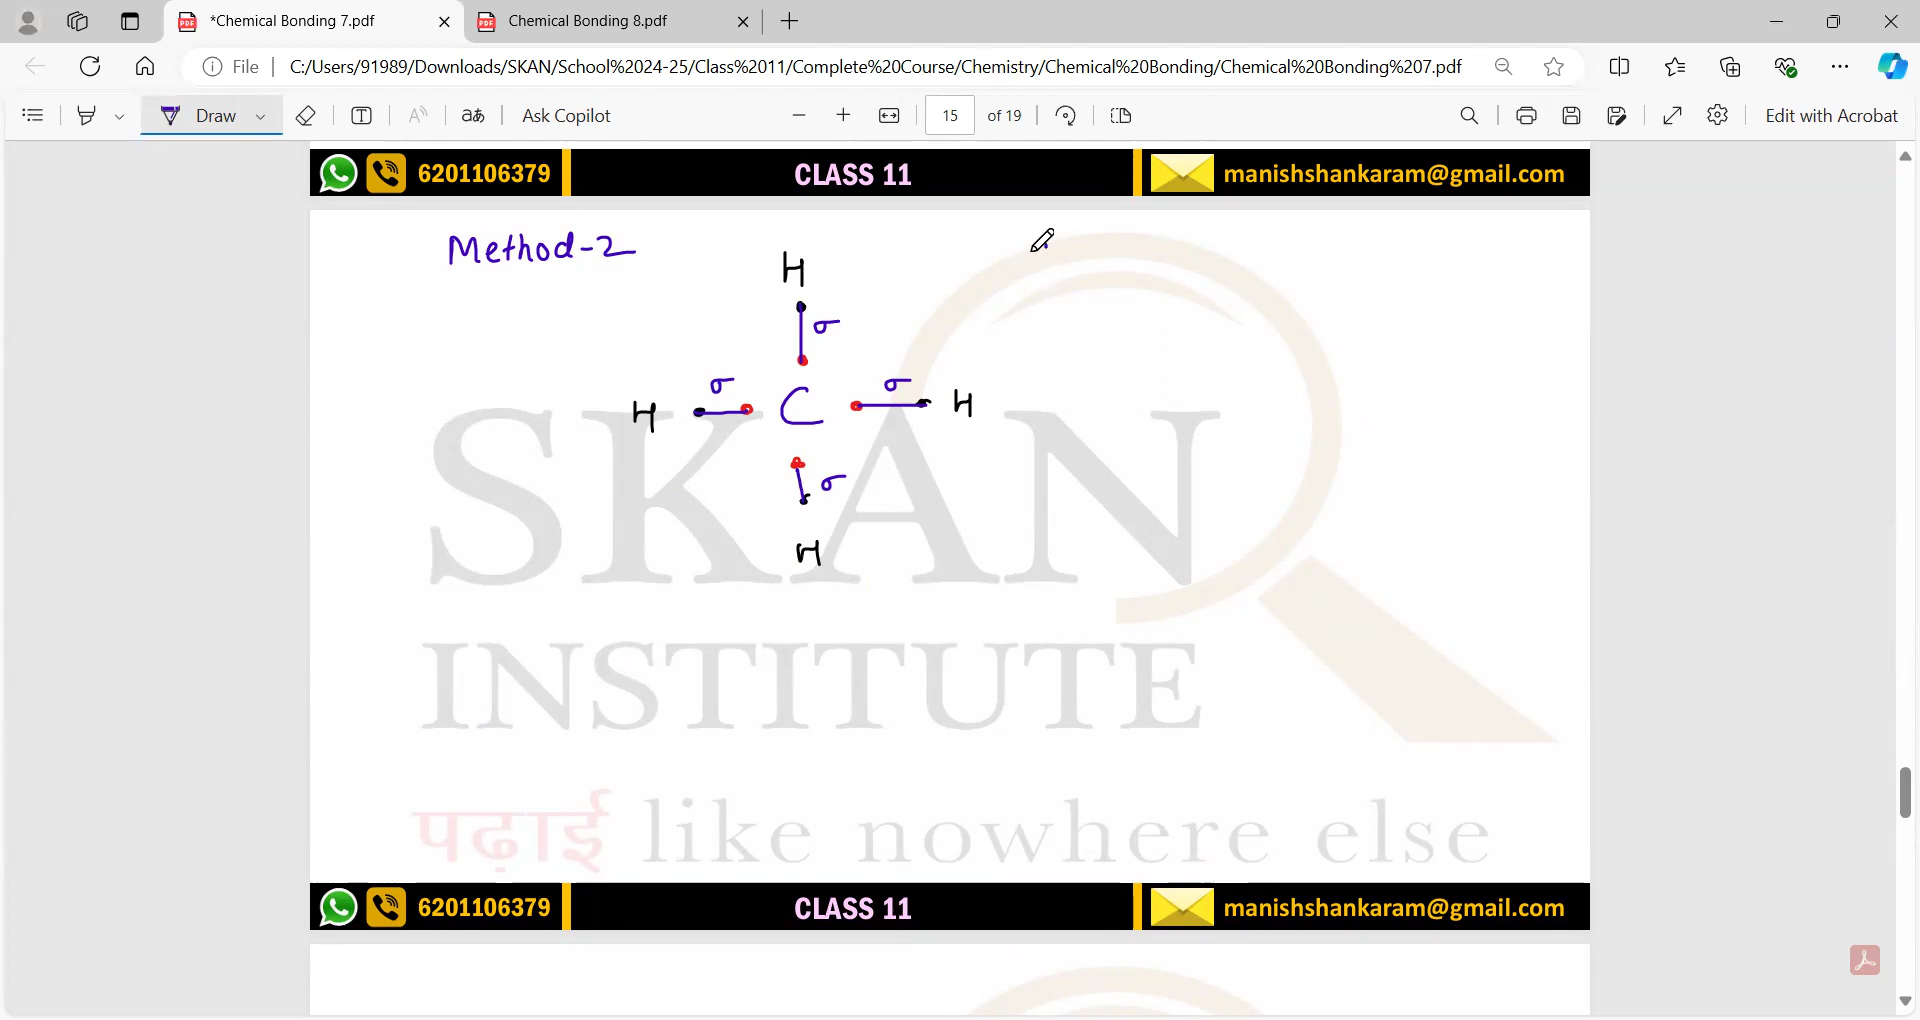 *Chemical Bonding 7.pdf
Chemical Bonding 8.pdf
File
C:/Users/91989/Downloads/SKAN/School%2024-25/Class%2011/Complete%20Course/Chemistry/Chemical%20Bonding/Chemical%20Bonding%207.pdf
Draw
T
A
aあ
Ask Copilot
15
of 19
Edit with Acrobat
6201106379
CLASS 11
manishshankaram@gmail.com
Method-2
H
σ
σ
σ
H
C
H
σ
H
SKAN
INSTITUTE
पढ़ाई like nowhere else
6201106379
CLASS 11
manishshankaram@gmail.com